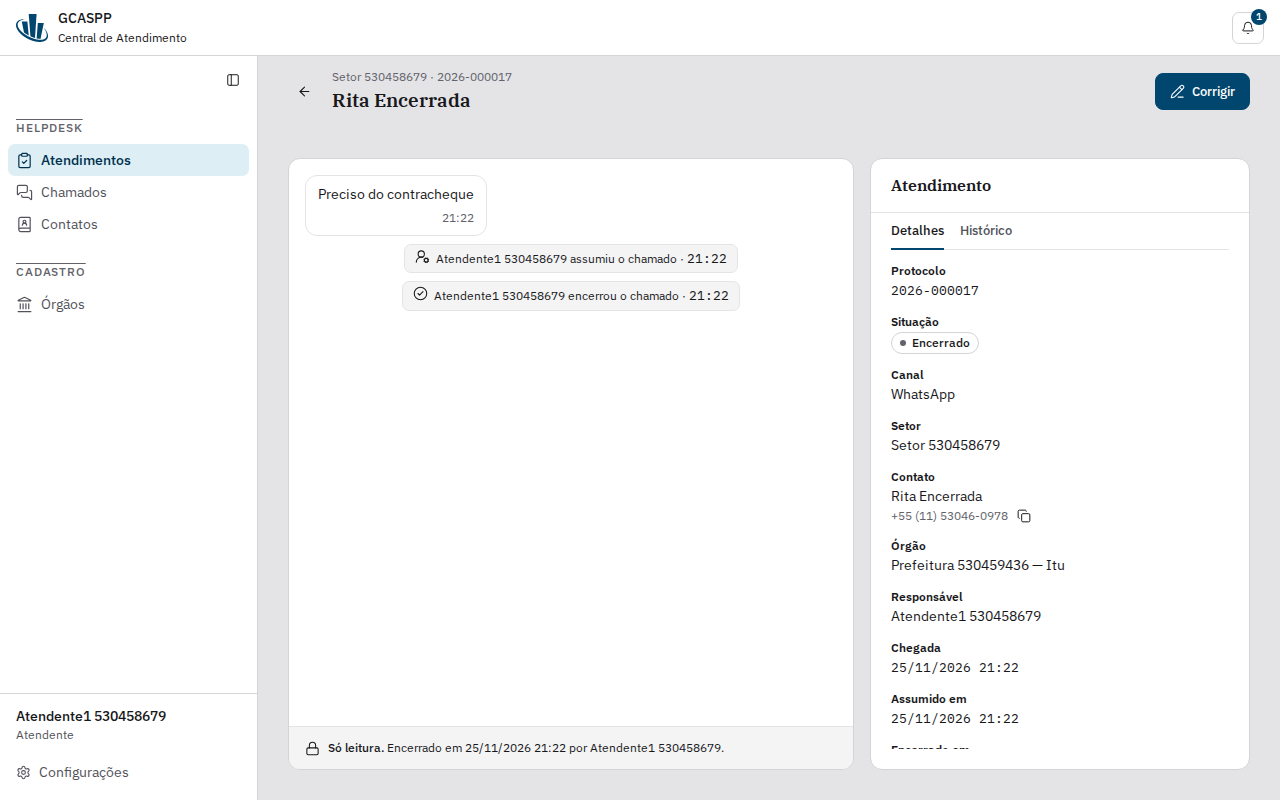 GCASPP
Central de Atendimento
1
HELPDESK
Atendimentos
Chamados
Contatos
CADASTRO
Órgãos
Atendente1 530458679
Atendente
Configurações
Setor 530458679 · 2026-000017
Rita Encerrada
Corrigir
Preciso do contracheque
21:22
Atendente1 530458679 assumiu o chamado · 21:22
Atendente1 530458679 encerrou o chamado · 21:22
Só leitura. Encerrado em 25/11/2026 21:22 por Atendente1 530458679.
Atendimento
Detalhes Histórico
Protocolo
2026-000017
Situação
Encerrado
Canal
WhatsApp
Setor
Setor 530458679
Contato
Rita Encerrada
+55 (11) 53046-0978
Órgão
Prefeitura 530459436 — Itu
Responsável
Atendente1 530458679
Chegada
25/11/2026 21:22
Assumido em
25/11/2026 21:22